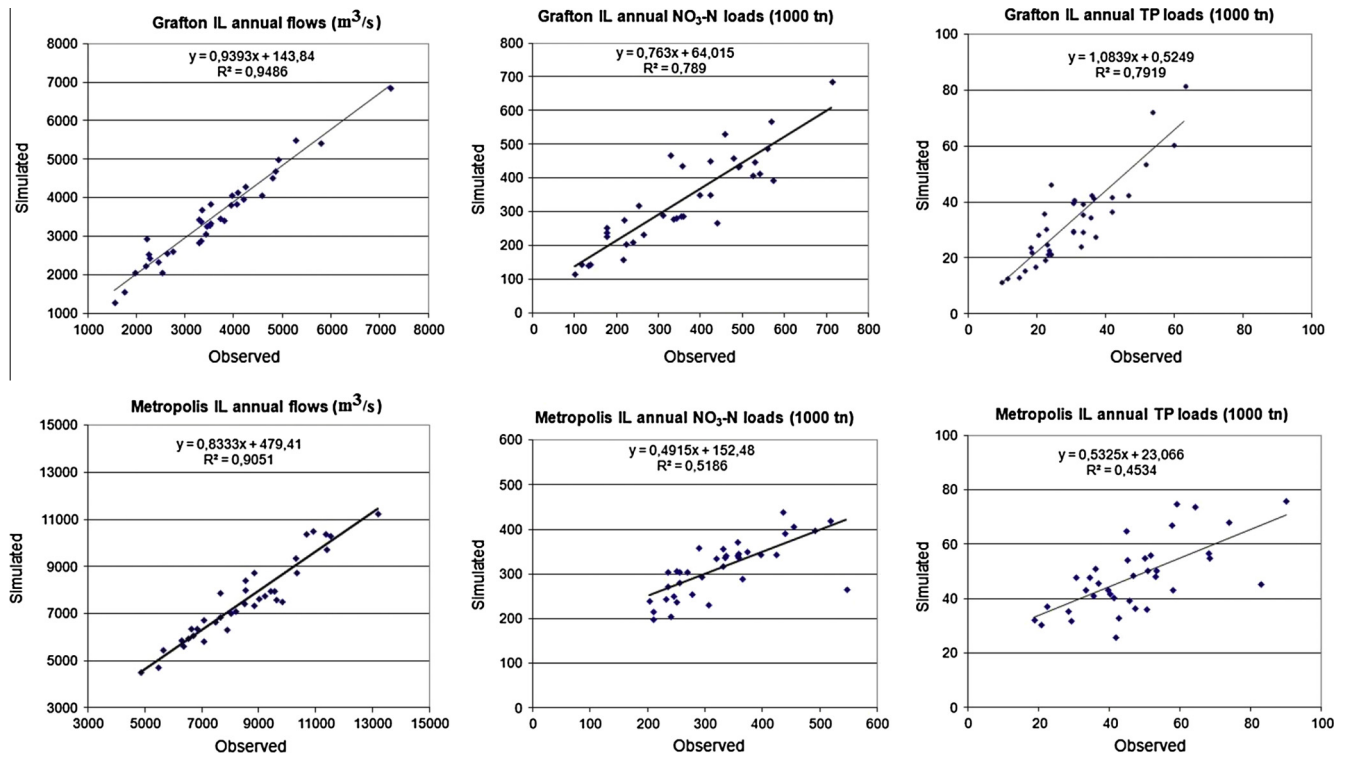 Grafton IL annual flows (m³/s)
y = 0,9393x + 143,84
R² = 0,9486
8000
7000
6000
5000
4000
3000
2000
1000
1000 2000 3000 4000 5000 6000 7000 8000
Simulated
Observed
Grafton IL annual NO₃-N loads (1000 tn)
y = 0,763x + 64,015
R² = 0,789
800
700
600
500
400
300
200
100
0
0 100 200 300 400 500 600 700 800
Simulated
Observed
Grafton IL annual TP loads (1000 tn)
y = 1,0839x + 0,5249
R² = 0,7919
100
80
60
40
20
0
0 20 40 60 80 100
Simulated
Observed
Metropolis IL annual flows (m³/s)
y = 0,8333x + 479,41
R² = 0,9051
15000
13000
11000
9000
7000
5000
3000
3000 5000 7000 9000 11000 13000 15000
Simulated
Observed
Metropolis IL annual NO₃-N loads (1000 tn)
y = 0,4915x + 152,48
R² = 0,5186
600
500
400
300
200
100
0
0 100 200 300 400 500 600
Simulated
Observed
Metropolis IL annual TP loads (1000 tn)
y = 0,5325x + 23,066
R² = 0,4534
100
80
60
40
20
0
0 20 40 60 80 100
Simulated
Observed